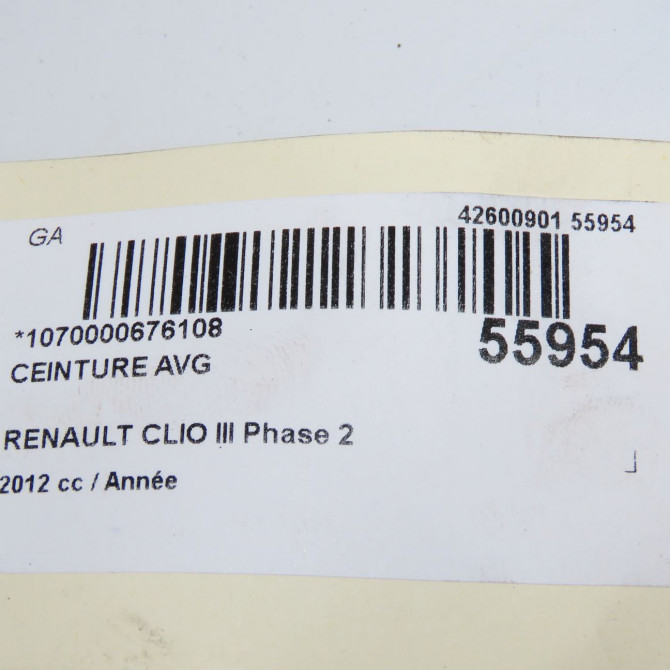 GA
42600901 55954
*1070000676108
55954
CEINTURE AVG
RENAULT CLIO III Phase 2
2012 cc / Année